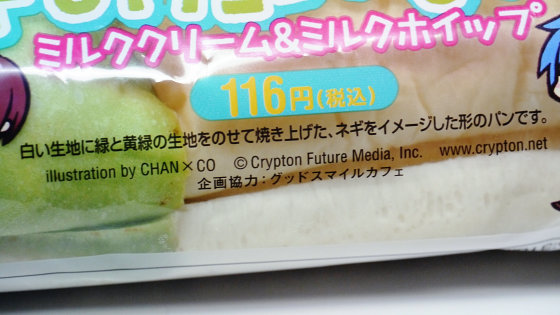 ミルククリーム&ミルクホイップ
116円(税込)
白い生地に緑と黄緑の生地をのせて焼き上げた、ネギをイメージした形のパンです。
illustration by CHAN×CO © Crypton Future Media, Inc. www.crypton.net
企画協力:グッドスマイルカフェ